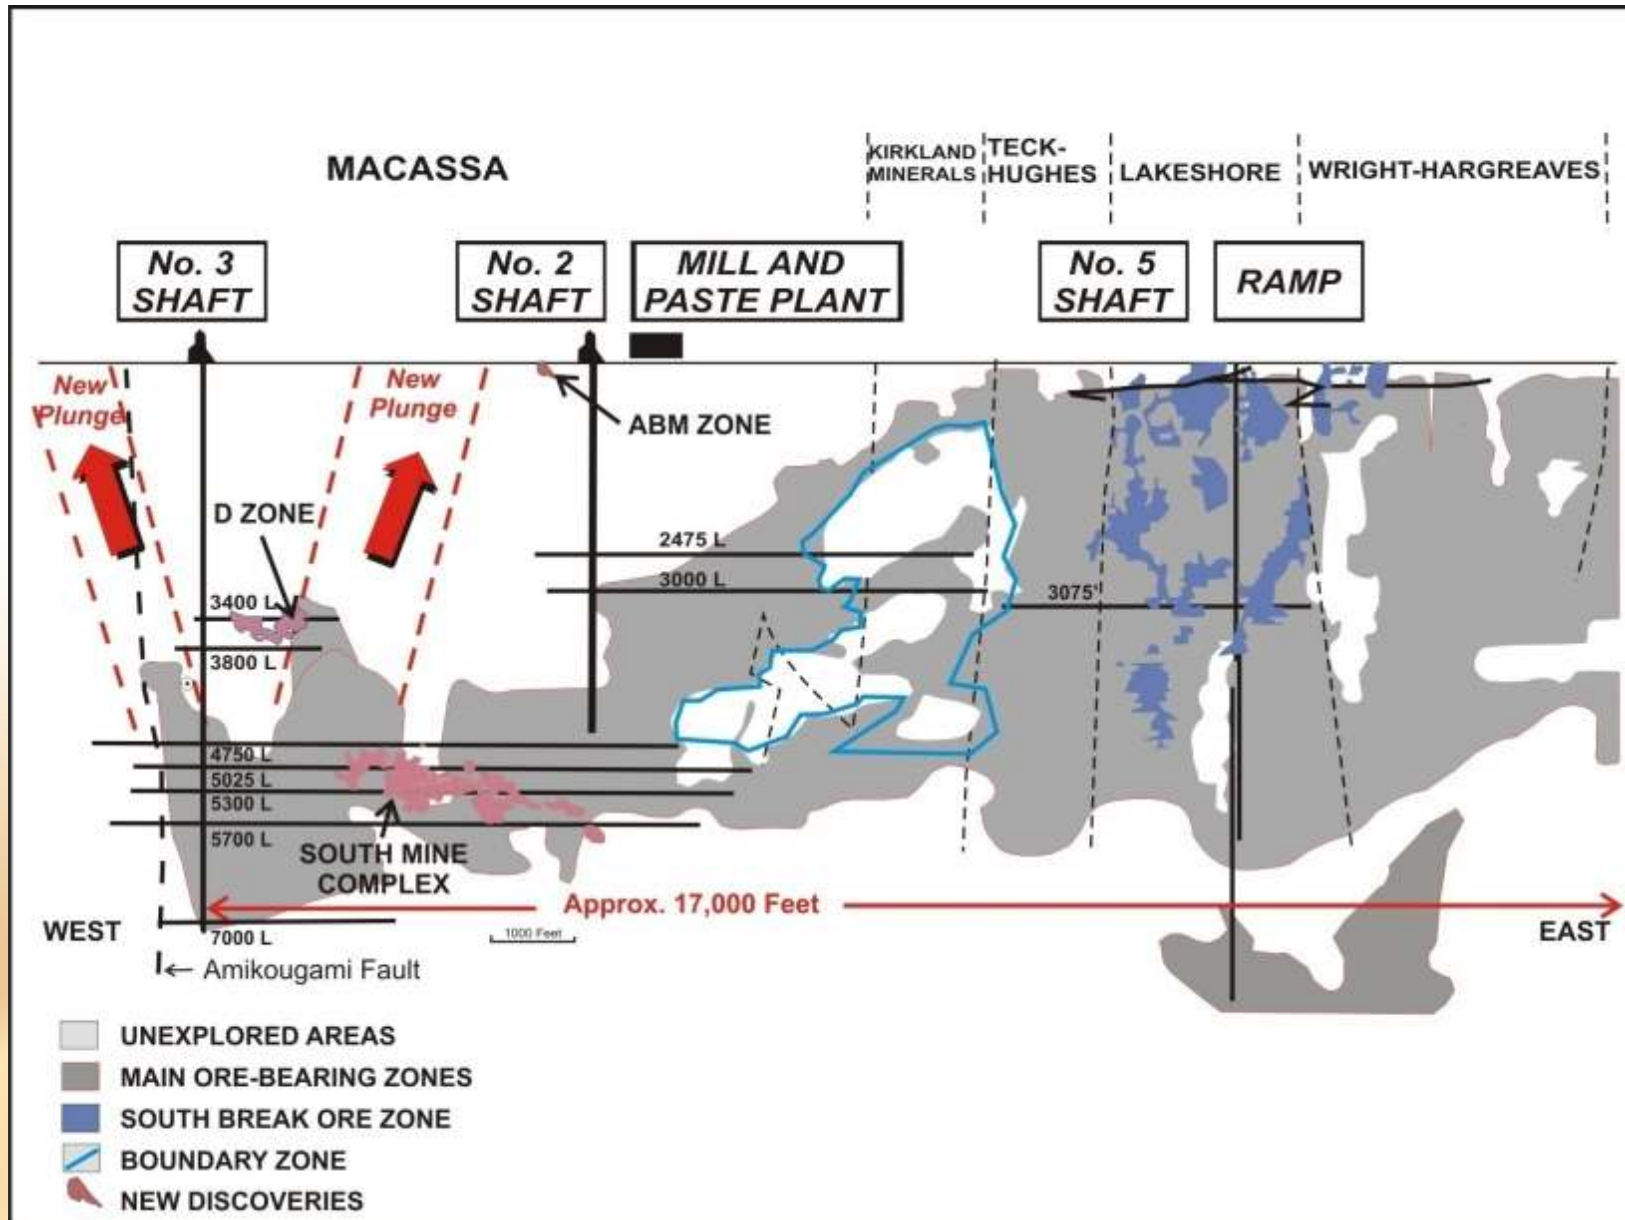 MACASSA
KIRKLAND
MINERALS
TECK-
HUGHES
LAKESHORE
WRIGHT-HARGREAVES
No. 3
SHAFT
No. 2
SHAFT
MILL AND
PASTE PLANT
No. 5
SHAFT
RAMP
New
Plunge
New
Plunge
ABM ZONE
D ZONE
2475 L
3000 L
3075'
3400 L
3800 L
4750 L
5025 L
5300 L
5700 L
SOUTH MINE
COMPLEX
Approx. 17,000 Feet
WEST
7000 L
1000 Feet
EAST
Amikougami Fault
UNEXPLORED AREAS
MAIN ORE-BEARING ZONES
SOUTH BREAK ORE ZONE
BOUNDARY ZONE
NEW DISCOVERIES